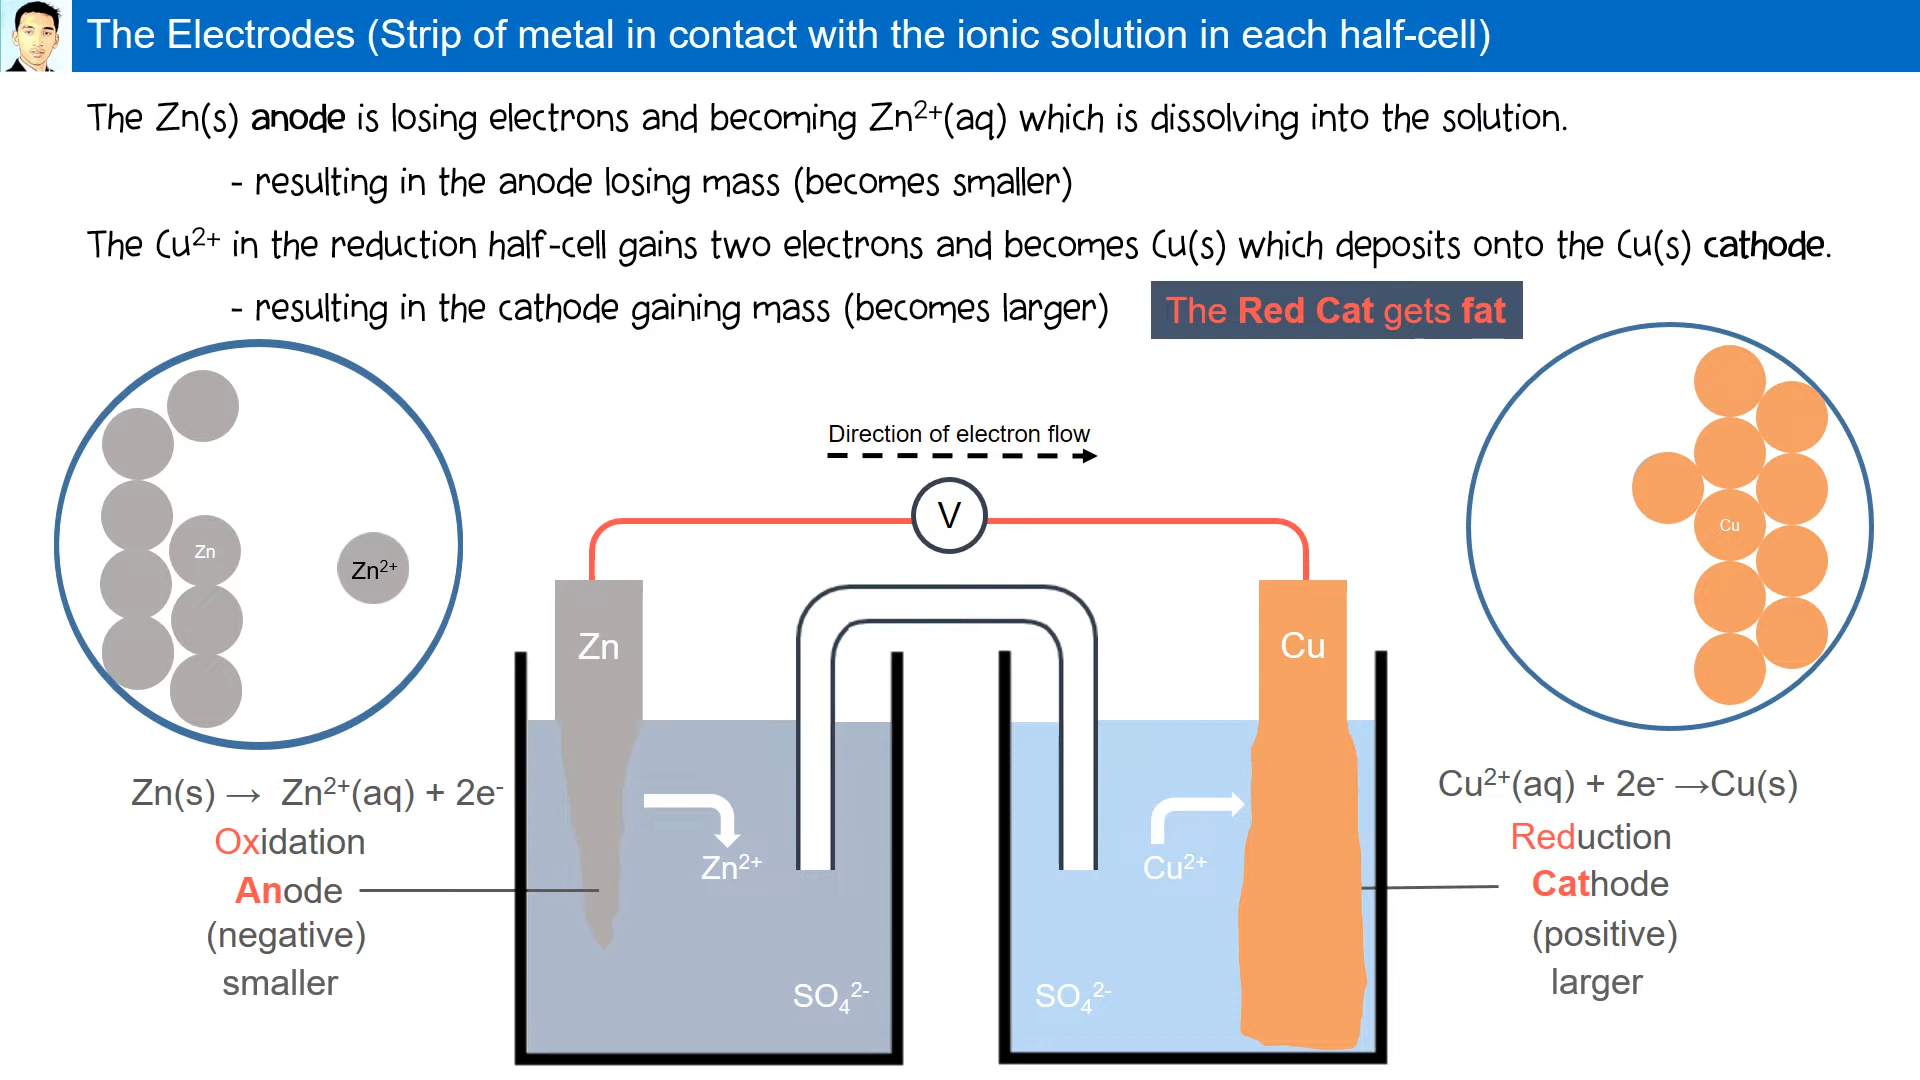 The Electrodes (Strip of metal in contact with the ionic solution in each half-cell)
The Zn(s) anode is losing electrons and becoming Zn²⁺(aq) which is dissolving into the solution.
- resulting in the anode losing mass (becomes smaller)
The Cu²⁺ in the reduction half-cell gains two electrons and becomes Cu(s) which deposits onto the Cu(s) cathode.
- resulting in the cathode gaining mass (becomes larger)
The Red Cat gets fat
Direction of electron flow
V
Zn
Zn²⁺
Cu
Zn
Cu
Zn(s) → Zn²⁺(aq) + 2e⁻
Oxidation
Anode
(negative)
smaller
Zn²⁺
SO₄²⁻
Cu²⁺
SO₄²⁻
Cu²⁺(aq) + 2e⁻ →Cu(s)
Reduction
Cathode
(positive)
larger